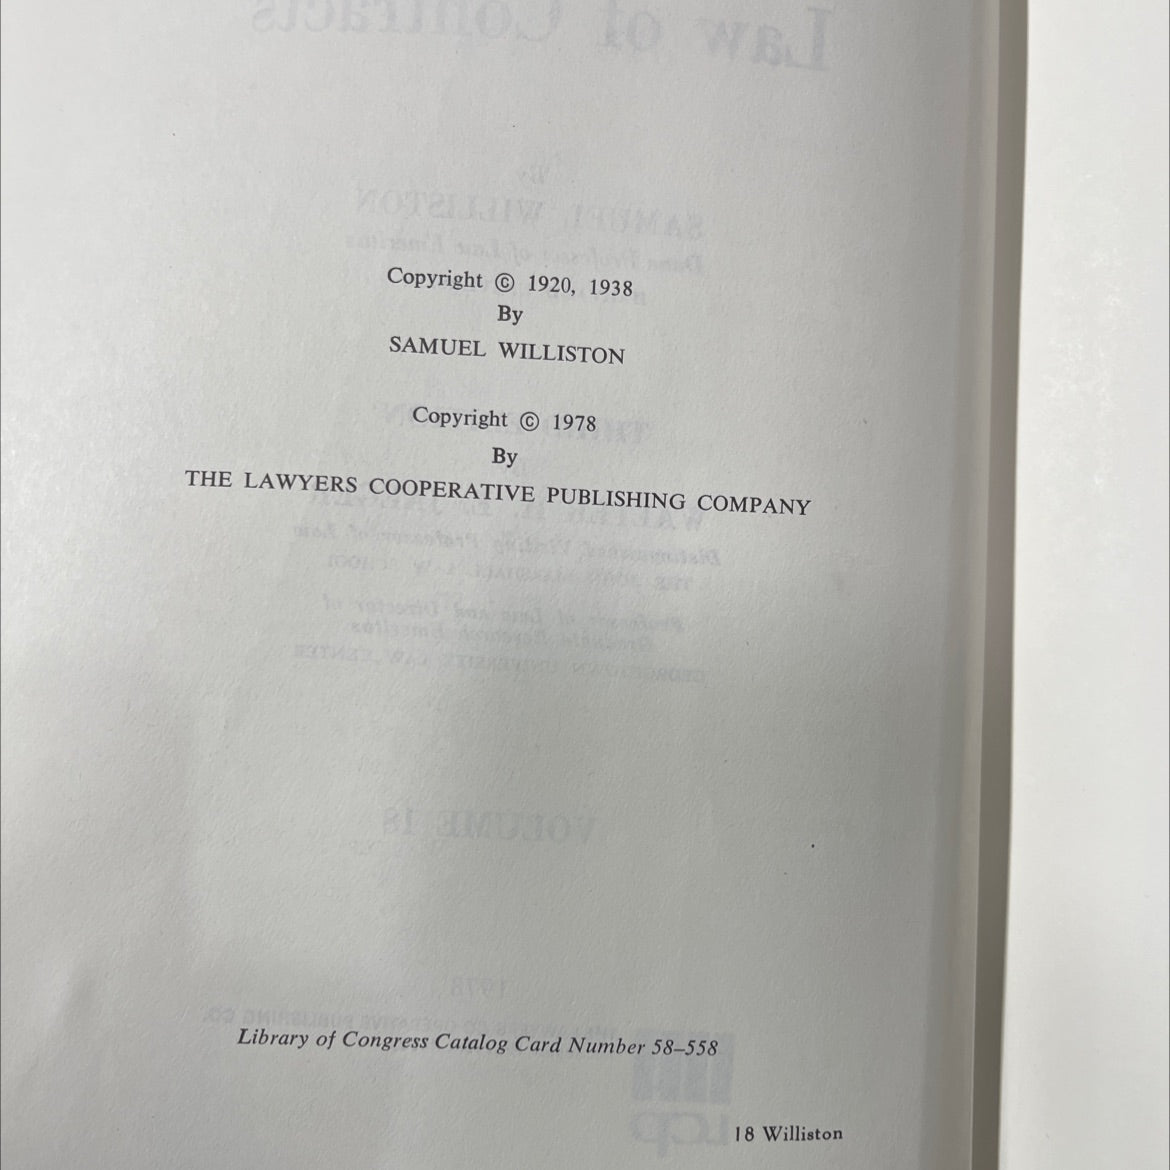 Copyright © 1920, 1938
By
SAMUEL WILLISTON
Copyright © 1978
By
THE LAWYERS COOPERATIVE PUBLISHING COMPANY
Library of Congress Catalog Card Number 58–558
18 Williston